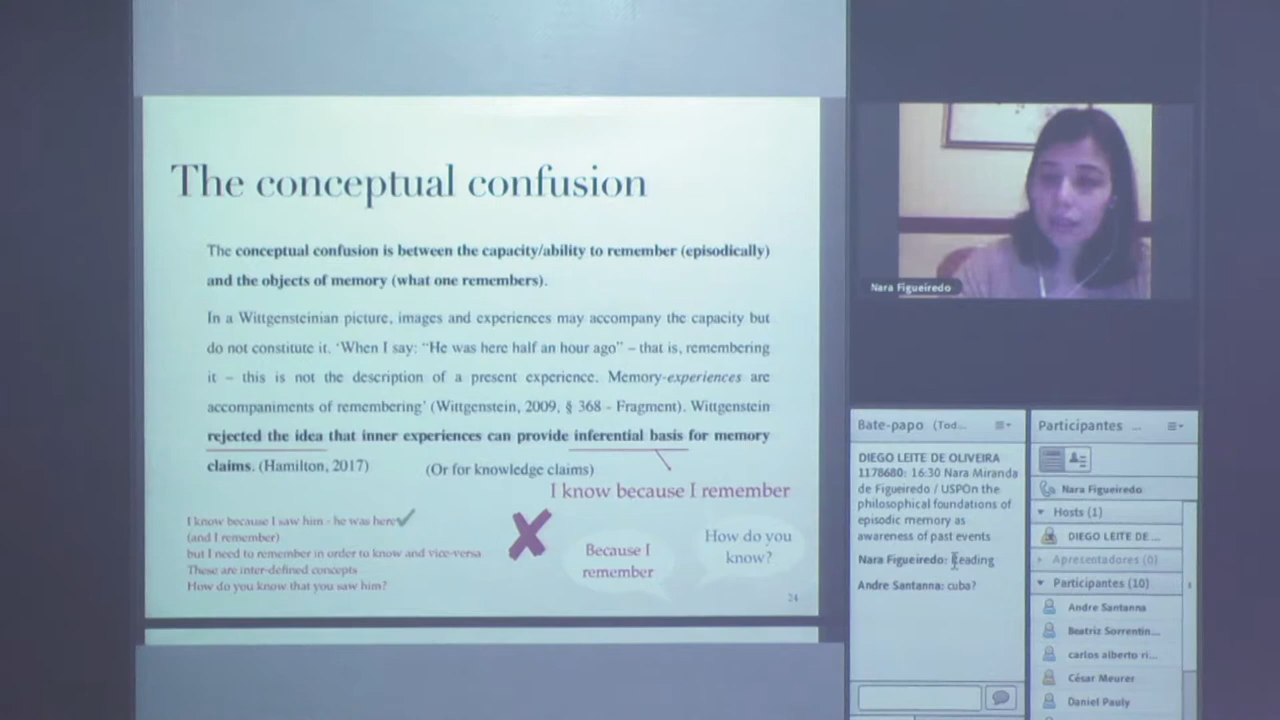 The conceptual confusion
The conceptual confusion is between the capacity/ability to remember (episodically)
and the objects of memory (what one remembers).
In a Wittgensteinian picture, images and experiences may accompany the capacity but
do not constitute it. 'When I say: “He was here half an hour ago” – that is, remembering
it – this is not the description of a present experience. Memory-experiences are
accompaniments of remembering' (Wittgenstein, 2009, § 368 - Fragment). Wittgenstein
rejected the idea that inner experiences can provide inferential basis for memory
claims. (Hamilton, 2017)
(Or for knowledge claims)
I know because I remember
I know because I saw him - he was here
(and I remember)
but I need to remember in order to know and vice-versa
These are inter-defined concepts
How do you know that you saw him?
Because I
remember
How do you
know?
24
Nara Figueiredo
Bate-papo (Tod...
DIEGO LEITE DE OLIVEIRA
1178680: 16:30 Nara Miranda
de Figueiredo / USPOn the
philosophical foundations of
episodic memory as
awareness of past events
Nara Figueiredo: Reading
Andre Santanna: cuba?
Participantes ...
Nara Figueiredo
Hosts (1)
DIEGO LEITE DE ...
Apresentadores (0)
Participantes (10)
Andre Santanna
Beatriz Sorrentin...
carlos alberto ri...
César Meurer
Daniel Pauly